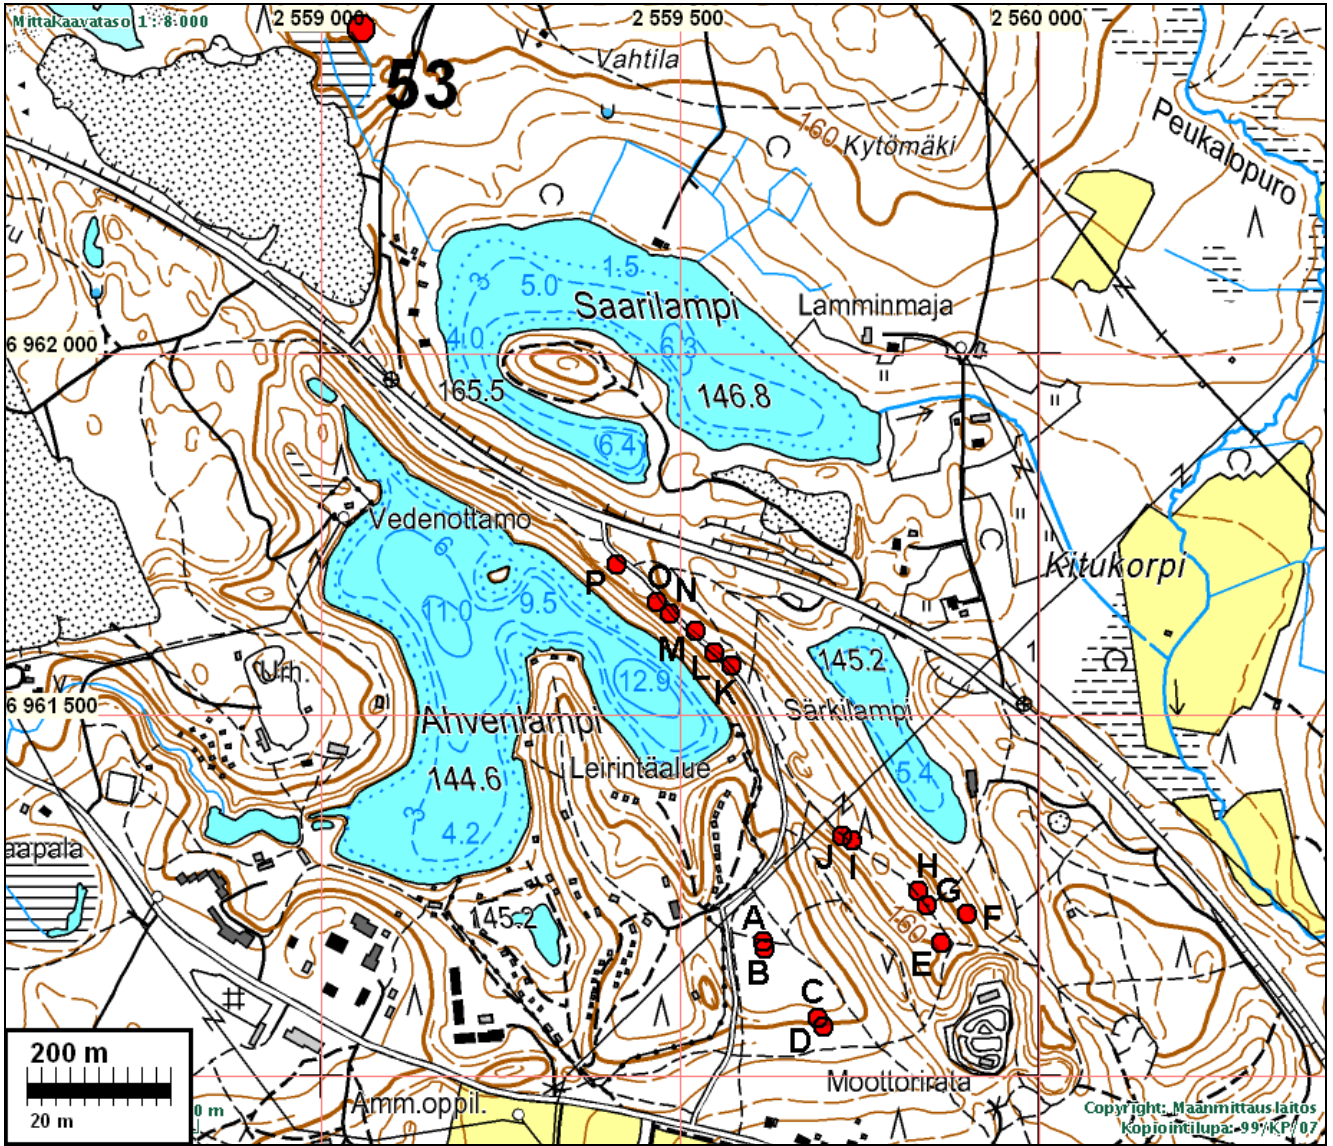 Mittakaavataso 1 : 8 000
2 559 000
2 559 500
2 560 000
53
Vahtila
160
Kytömäki
Peukalopuro
1.5
3
5.0
Saarilampi
Lamminmaja
6 962 000
4.0
6.3
165.5
146.8
6.4
Vedenottamo
6
Kitukorpi
P
O
N
11.0
9.5
M
L
K
145.2
1
Urh.
12.9
6 961 500
Särkilampi
Ahvenlampi
Leirintäalue
144.6
5.4
3
4.2
J
I
aapala
H
G
F
145.2
160
A
B
E
C
D
200 m
20 m
0 m
Moottorirata
Amm.oppil.
Copyright: Maanmittauslaitos
Kopiointilupa: 99/KP/07